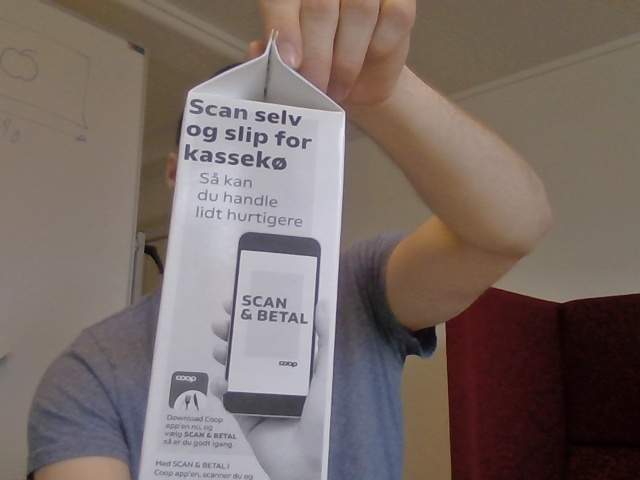 Scan selv
og slip for
kassekø
Så kan
du handle
lidt hurtigere
SCAN
& BETAL
coop
coop
Download Coop
app'en nu, og
vælg SCAN & BETAL
så er du godt igang.
Med SCAN & BETAL i
Coop app'en, scanner du og